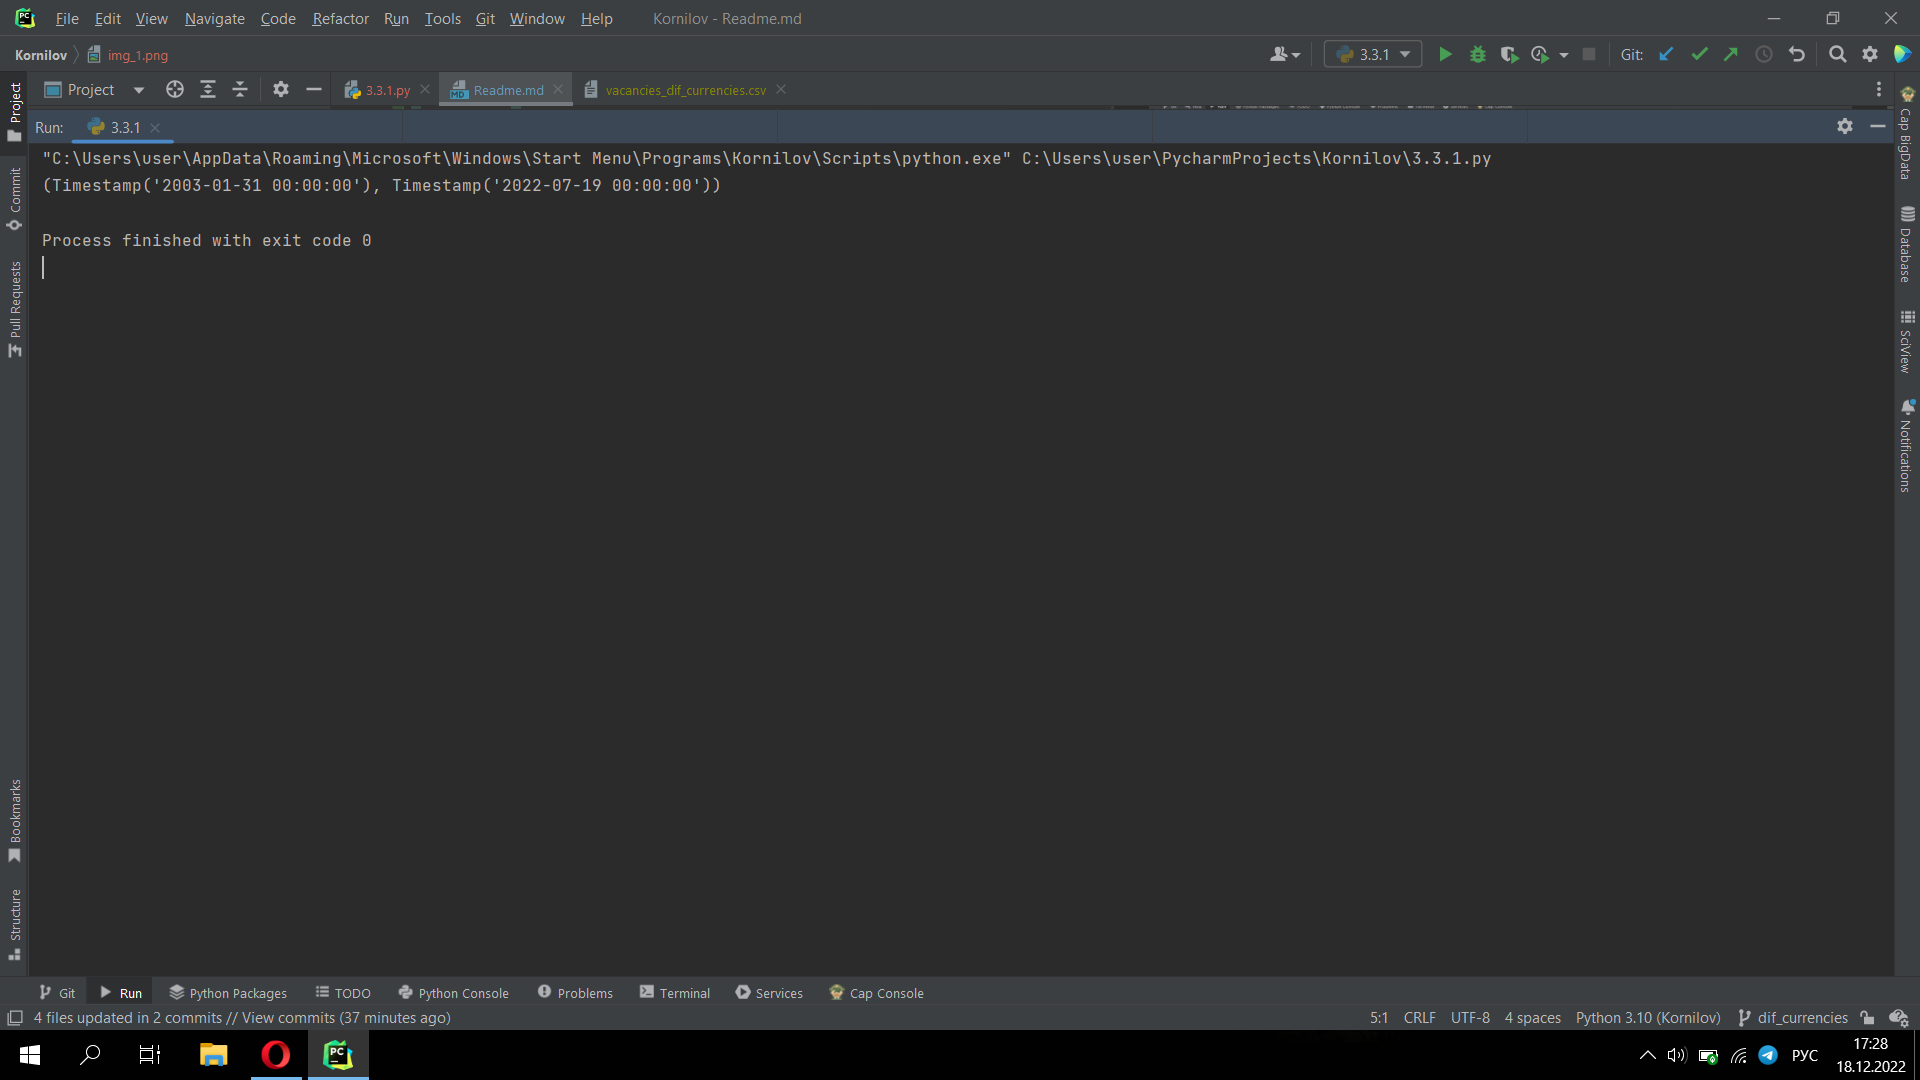 File Edit View Navigate Code Refactor Run Tools Git Window Help Kornilov - Readme.md
Kornilov img_1.png 3.3.1 Git:
Project 3.3.1.py Readme.md vacancies_dif_currencies.csv
Run: 3.3.1
"C:\Users\user\AppData\Roaming\Microsoft\Windows\Start Menu\Programs\Kornilov\Scripts\python.exe" C:\Users\user\PycharmProjects\Kornilov\3.3.1.py
(Timestamp('2003-01-31 00:00:00'), Timestamp('2022-07-19 00:00:00'))
Process finished with exit code 0
Project
Commit
Pull Requests
Bookmarks
Structure
Cap BigData
Database
SciView
Notifications
Git Run Python Packages TODO Python Console Problems Terminal Services Cap Console
4 files updated in 2 commits // View commits (37 minutes ago) 5:1 CRLF UTF-8 4 spaces Python 3.10 (Kornilov) dif_currencies
PC РУС 17:28
18.12.2022